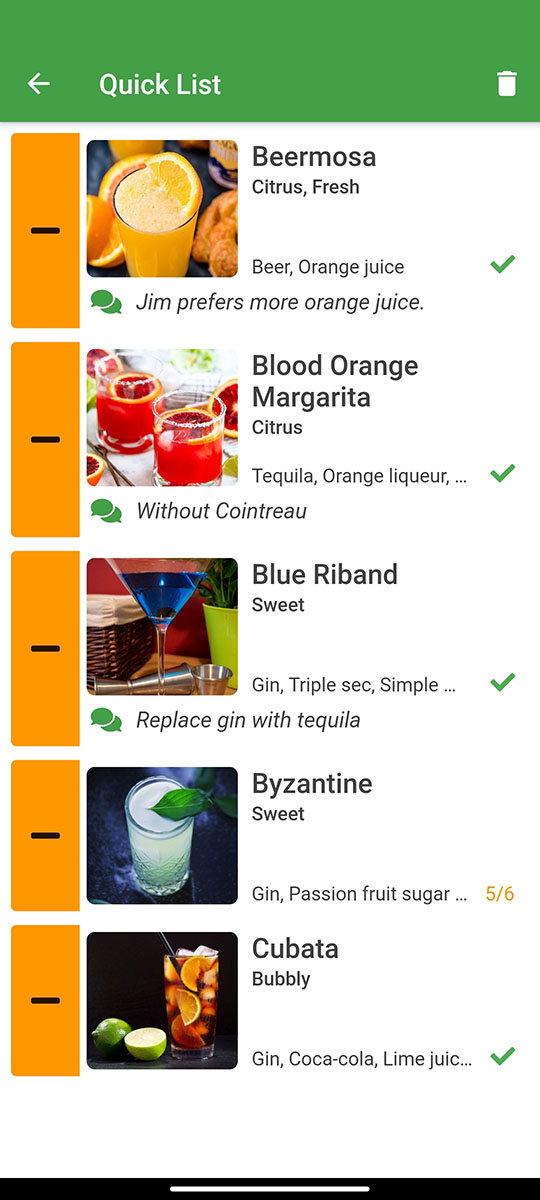 Quick List
Beermosa
Citrus, Fresh
Beer, Orange juice
Jim prefers more orange juice.
Blood Orange
Margarita
Citrus
Tequila, Orange liqueur, ...
Without Cointreau
Blue Riband
Sweet
Gin, Triple sec, Simple ...
Replace gin with tequila
Byzantine
Sweet
Gin, Passion fruit sugar ... 5/6
Cubata
Bubbly
Gin, Coca-cola, Lime juic...